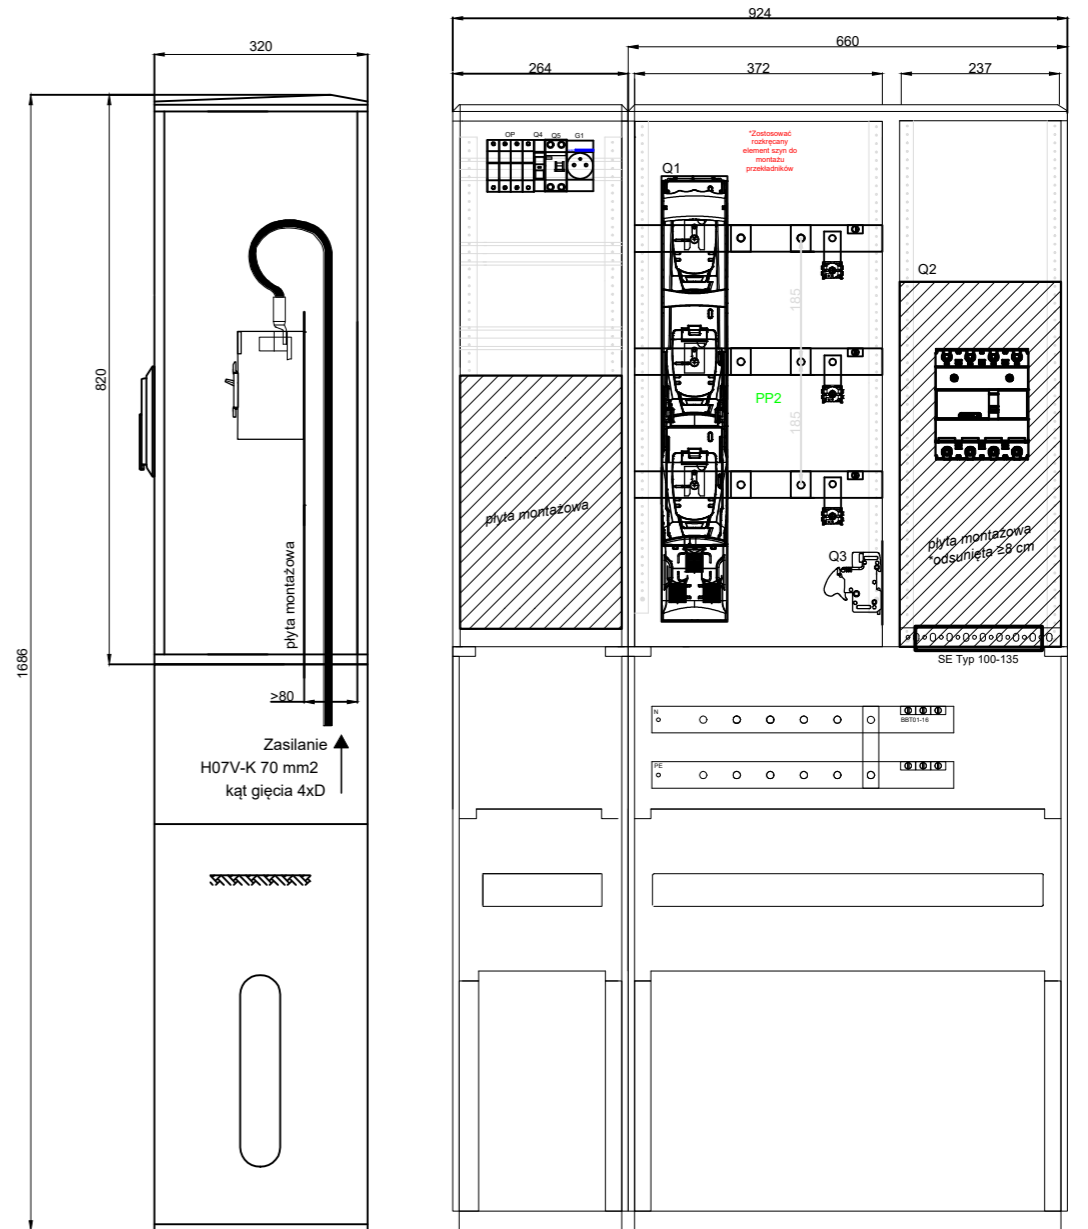 924
320
660
264
372
237
OP
Q4
Q5
G1
*Zostosować
rozkręcany
element szyn do
montażu
przekładników
Q1
Q2
185
820
PP2
185
płyta montażowa
płyta montażowa
*odsunięta ≥8 cm
Q3
płyta montażowa
1686
SE Typ 100-135
≥80
N
BBT01-16
Zasilanie
H07V-K 70 mm2
kąt gięcia 4xD
PE